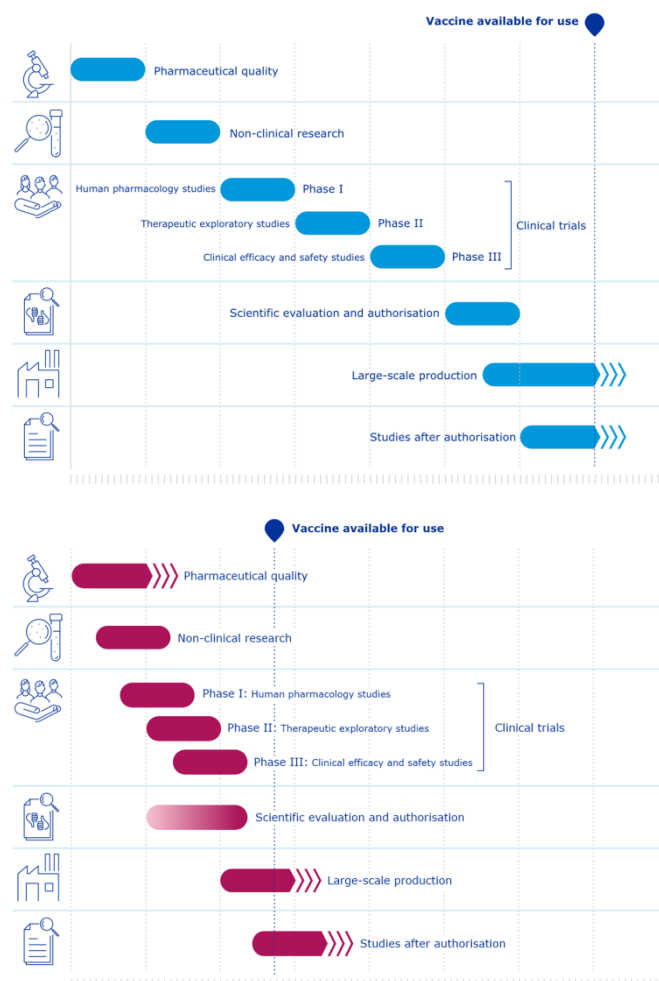 Vaccine available for use
Pharmaceutical quality
Non-clinical research
Human pharmacology studies Phase I
Therapeutic exploratory studies Phase II
Clinical trials
Clinical efficacy and safety studies Phase III
Scientific evaluation and authorisation
Large-scale production
Studies after authorisation
Vaccine available for use
Pharmaceutical quality
Non-clinical research
Phase I: Human pharmacology studies
Phase II: Therapeutic exploratory studies
Clinical trials
Phase III: Clinical efficacy and safety studies
Scientific evaluation and authorisation
Large-scale production
Studies after authorisation